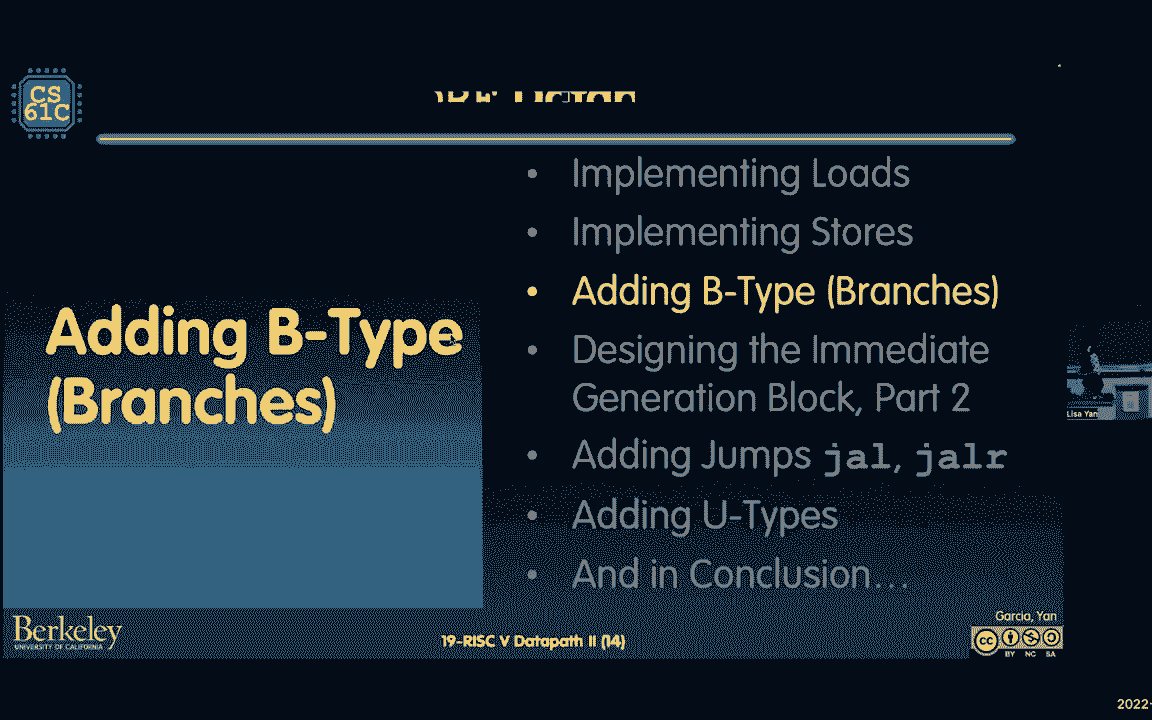 CS
61C
• Implementing Loads
• Implementing Stores
• Adding B-Type (Branches)
• Designing the Immediate
Generation Block, Part 2
• Adding Jumps jal, jalr
• Adding U-Types
• And in Conclusion…
Adding B-Type
(Branches)
Lisa Yan
Berkeley
UNIVERSITY OF CALIFORNIA
19-RISC V Datapath II (14)
Garcia, Yan
cc
BY NC SA
2022-